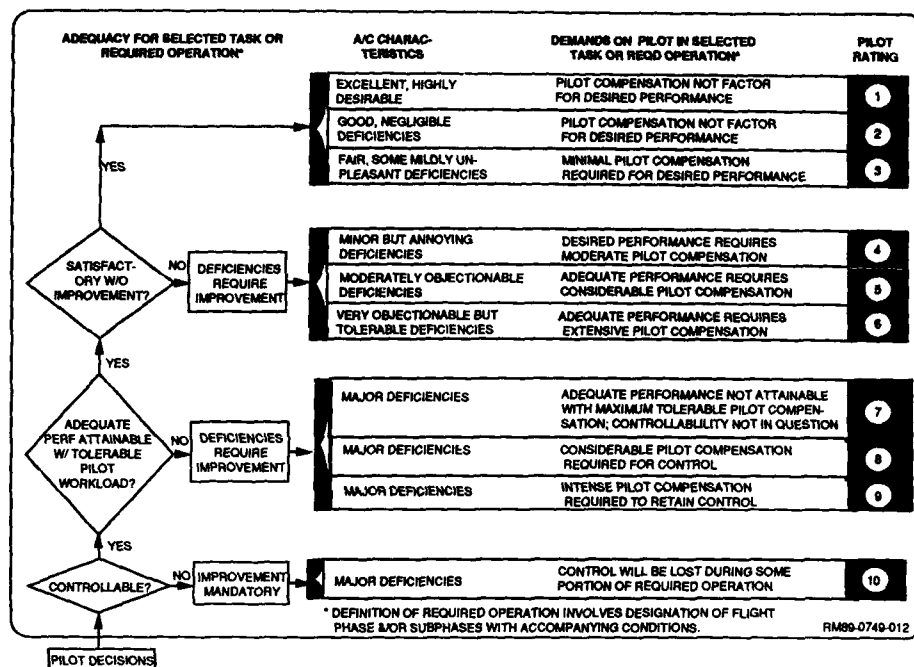 ADEQUACY FOR SELECTED TASK OR
REQUIRED OPERATION*
A/C CHARAC-
TERISTICS
DEMANDS ON PILOT IN SELECTED
TASK OR REQD OPERATION*
PILOT
RATING
EXCELLENT, HIGHLY
DESIRABLE
PILOT COMPENSATION NOT FACTOR
FOR DESIRED PERFORMANCE
1
GOOD, NEGLIGIBLE
DEFICIENCIES
PILOT COMPENSATION NOT FACTOR
FOR DESIRED PERFORMANCE
2
FAIR, SOME MILDLY UN-
PLEASANT DEFICIENCIES
MINIMAL PILOT COMPENSATION
REQUIRED FOR DESIRED PERFORMANCE
3
YES
SATISFACT-
ORY W/O
IMPROVEMENT?
NO
DEFICIENCIES
REQUIRE
IMPROVEMENT
MINOR BUT ANNOYING
DEFICIENCIES
DESIRED PERFORMANCE REQUIRES
MODERATE PILOT COMPENSATION
4
MODERATELY OBJECTIONABLE
DEFICIENCIES
ADEQUATE PERFORMANCE REQUIRES
CONSIDERABLE PILOT COMPENSATION
5
VERY OBJECTIONABLE BUT
TOLERABLE DEFICIENCIES
ADEQUATE PERFORMANCE REQUIRES
EXTENSIVE PILOT COMPENSATION
6
YES
ADEQUATE
PERF ATTAINABLE
W/ TOLERABLE
PILOT
WORKLOAD?
NO
DEFICIENCIES
REQUIRE
IMPROVEMENT
MAJOR DEFICIENCIES
ADEQUATE PERFORMANCE NOT ATTAINABLE
WITH MAXIMUM TOLERABLE PILOT COMPEN-
SATION; CONTROLLABLILITY NOT IN QUESTION
7
MAJOR DEFICIENCIES
CONSIDERABLE PILOT COMPENSATION
REQUIRED FOR CONTROL
8
MAJOR DEFICIENCIES
INTENSE PILOT COMPENSATION
REQUIRED TO RETAIN CONTROL
9
YES
CONTROLLABLE?
NO
IMPROVEMENT
MANDATORY
MAJOR DEFICIENCIES
CONTROL WILL BE LOST DURING SOME
PORTION OF REQUIRED OPERATION
10
* DEFINITION OF REQUIRED OPERATION INVOLVES DESIGNATION OF FLIGHT
PHASE &/OR SUBPHASES WITH ACCOMPANYING CONDITIONS.
RM89-0749-012
PILOT DECISIONS